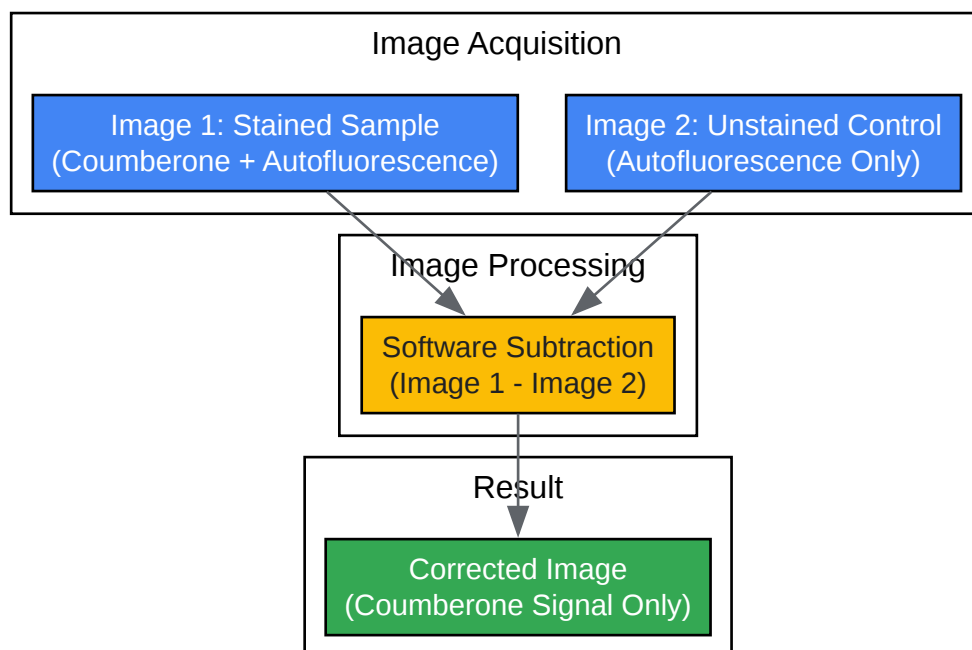 Image Acquisition
Image 1: Stained Sample
(Coumberone + Autofluorescence)
Image 2: Unstained Control
(Autofluorescence Only)
Image Processing
Software Subtraction
(Image 1 - Image 2)
Result
Corrected Image
(Coumberone Signal Only)